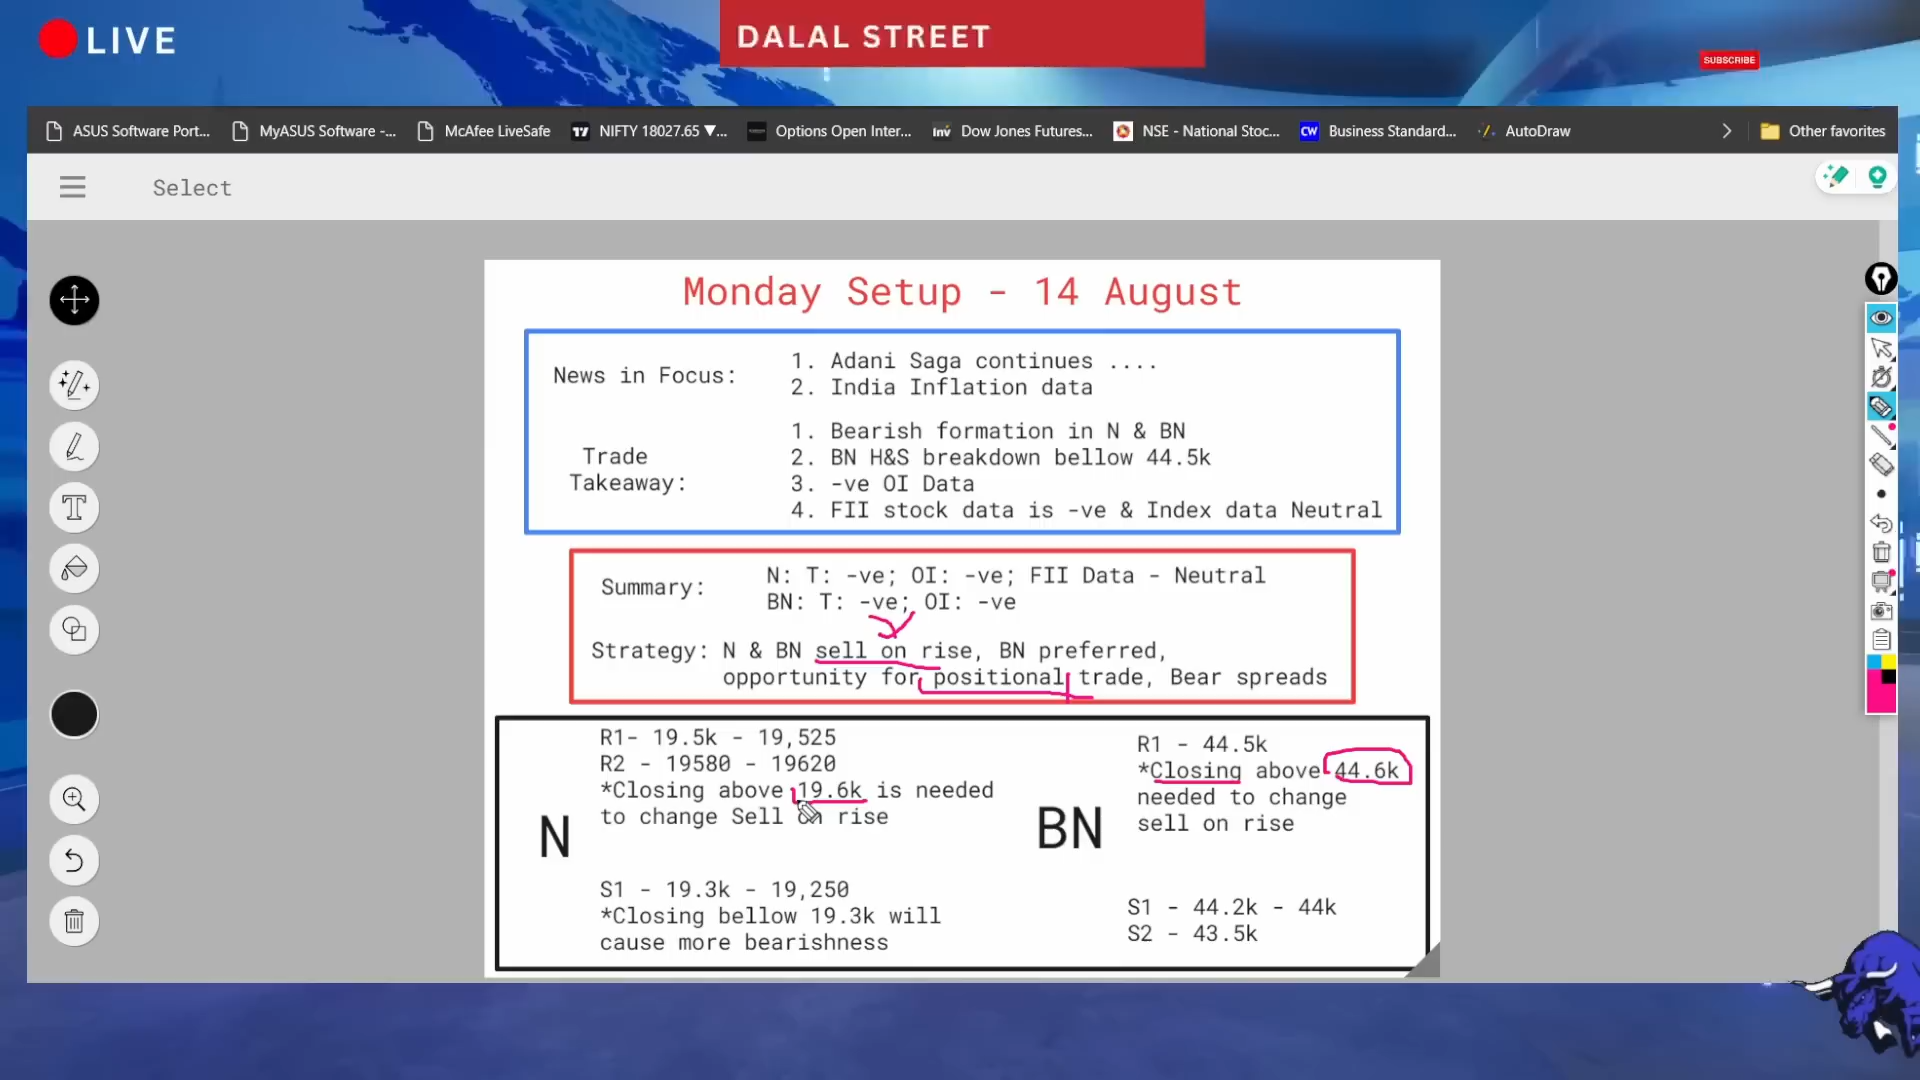 LIVE
DALAL STREET
SUBSCRIBE
ASUS Software Port... MyASUS Software -... McAfee LiveSafe NIFTY 18027.65 ▼... Options Open Inter... inv Dow Jones Futures... NSE - National Stoc... CW Business Standard... AutoDraw Other favorites
Select
Monday Setup - 14 August
News in Focus:
1. Adani Saga continues ....
2. India Inflation data
Trade Takeaway:
1. Bearish formation in N & BN
2. BN H&S breakdown bellow 44.5k
3. -ve OI Data
4. FII stock data is -ve & Index data Neutral
Summary:
N: T: -ve; OI: -ve; FII Data - Neutral
BN: T: -ve; OI: -ve
Strategy: N & BN sell on rise, BN preferred,
opportunity for positional trade, Bear spreads
N
R1- 19.5k - 19,525
R2 - 19580 - 19620
*Closing above 19.6k is needed
to change Sell on rise
S1 - 19.3k - 19,250
*Closing bellow 19.3k will
cause more bearishness
BN
R1 - 44.5k
*Closing above 44.6k
needed to change
sell on rise
S1 - 44.2k - 44k
S2 - 43.5k